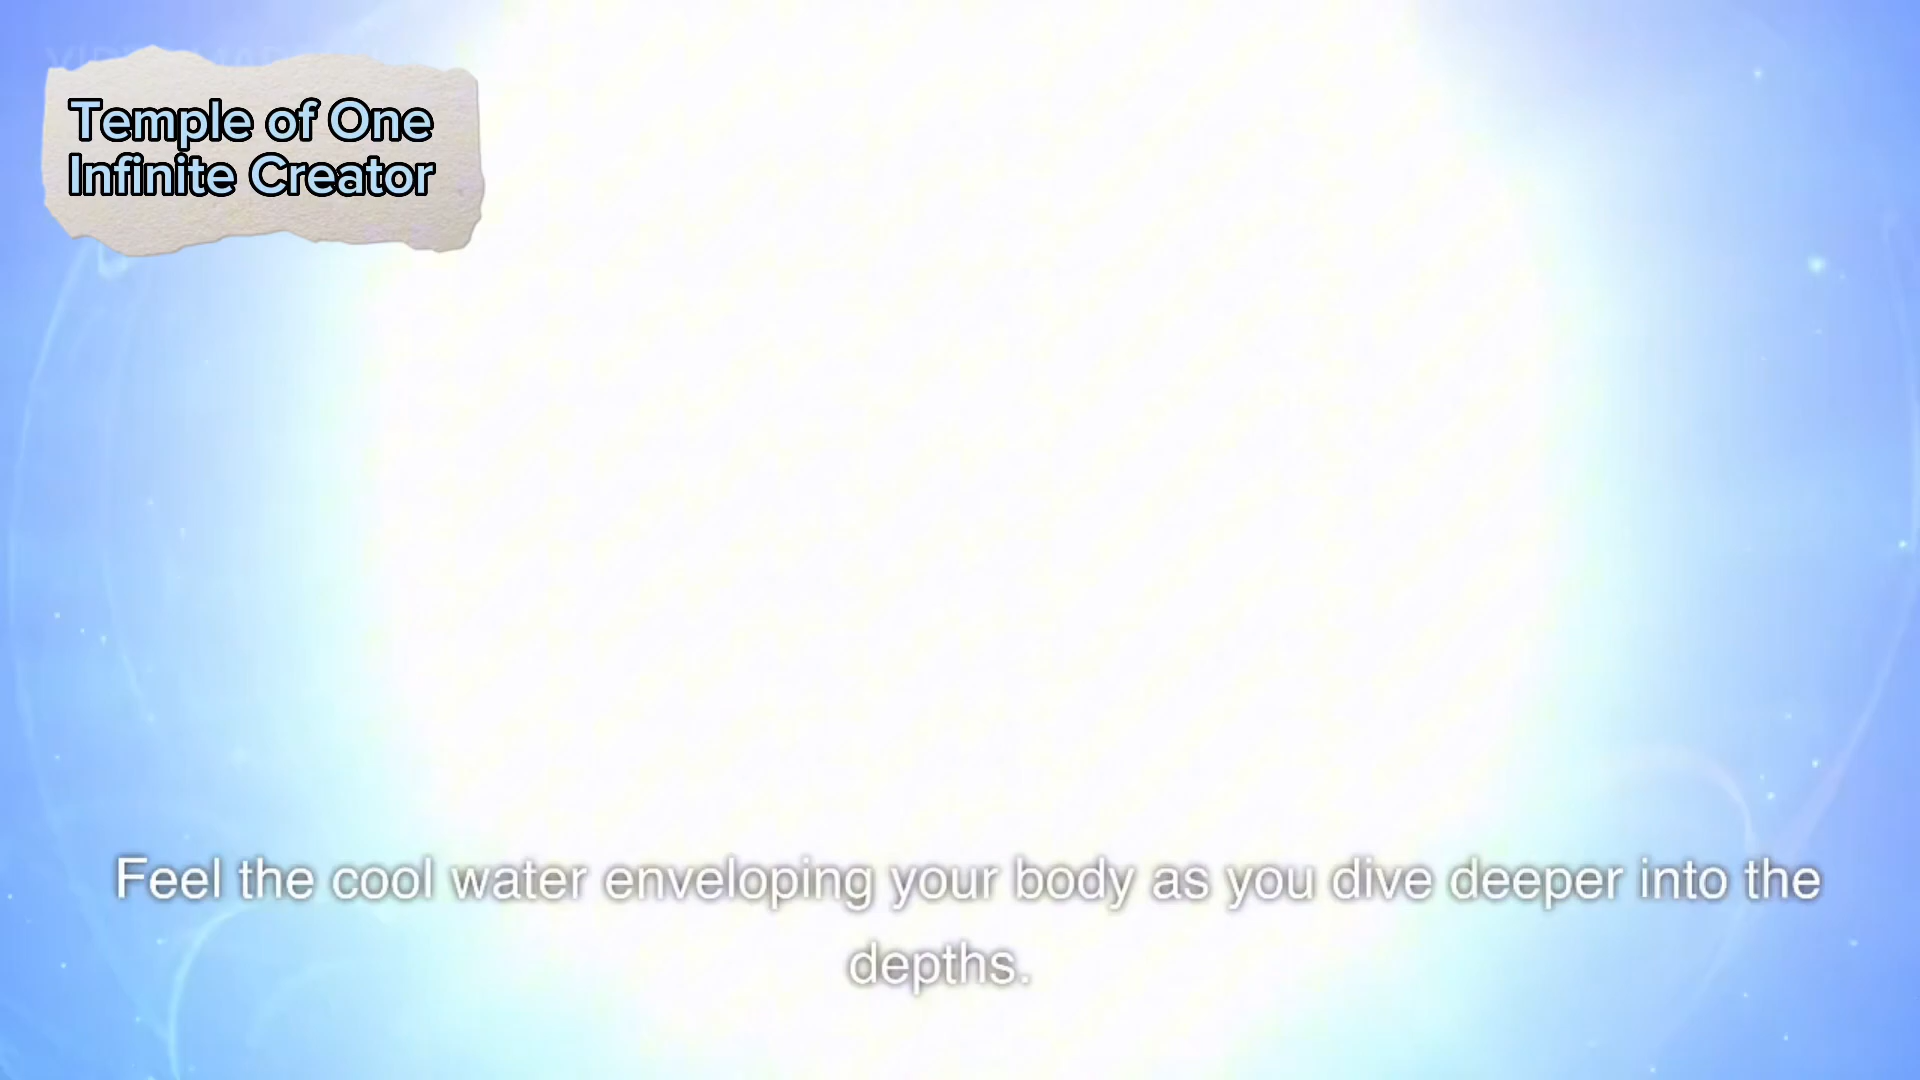 Temple of One
Infinite Creator
Feel the cool water enveloping your body as you dive deeper into the
depths.